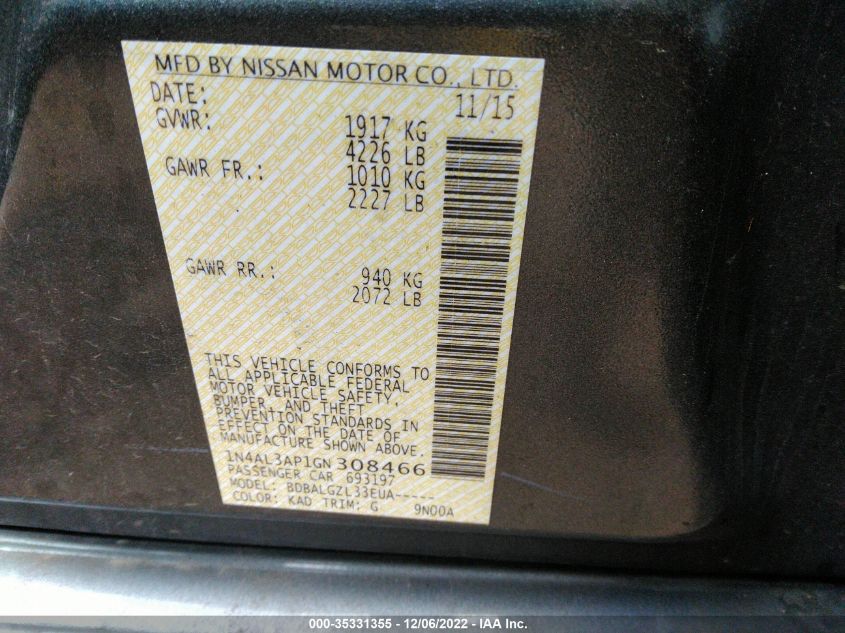 MFD BY NISSAN MOTOR CO., LTD.
DATE: 11/15
GVWR: 1917 KG
4226 LB
GAWR FR.: 1010 KG
2227 LB
GAWR RR.: 940 KG
2072 LB
THIS VEHICLE CONFORMS TO
ALL APPLICABLE FEDERAL
MOTOR VEHICLE SAFETY,
BUMPER, AND THEFT
PREVENTION STANDARDS IN
EFFECT ON THE DATE OF
MANUFACTURE SHOWN ABOVE.
1N4AL3AP1GN308466
PASSENGER CAR 693197
MODEL: BDBALGZL33EUA-----
COLOR: KAD TRIM: G 9N00A
000-35331355 - 12/06/2022 - IAA Inc.